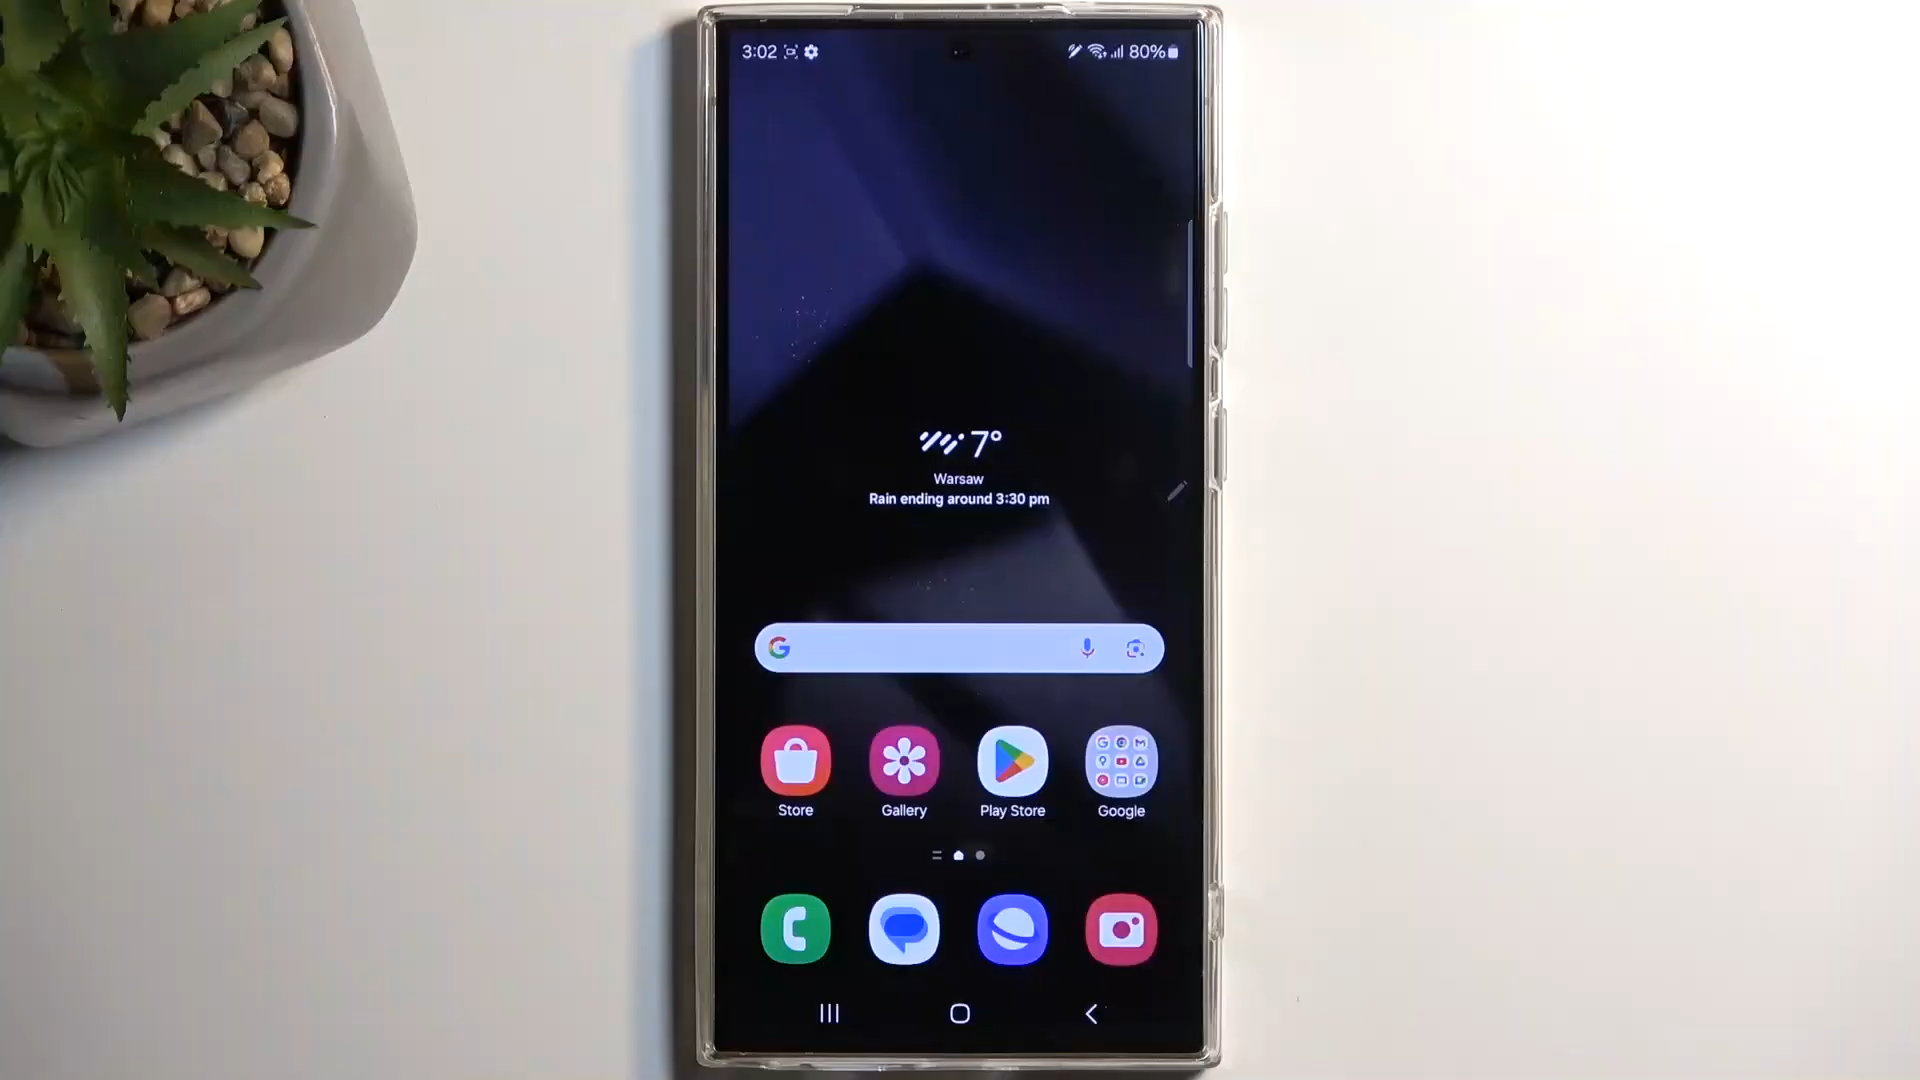 3:02
80%
7°
Warsaw
Rain ending around 3:30 pm
Store
Gallery
Play Store
Google